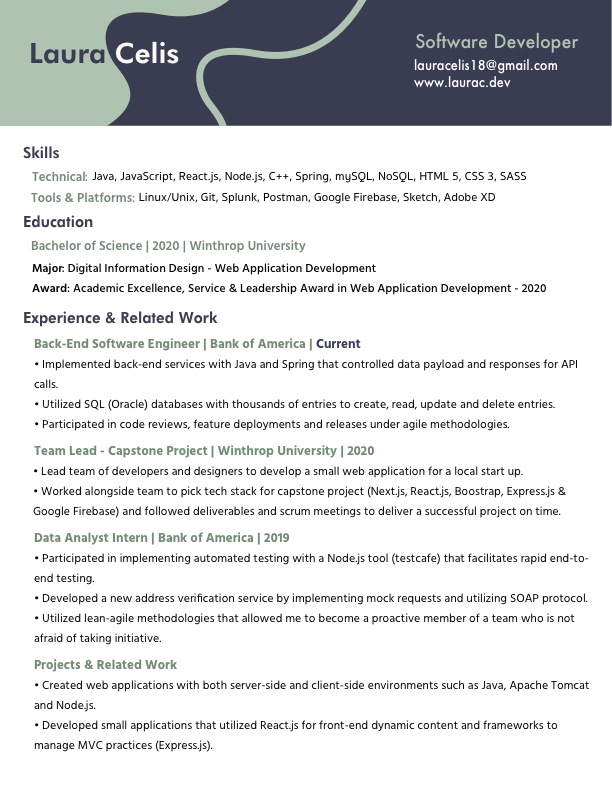 Laura Celis
Software Developer
lauracelis18@gmail.com
www.laurac.dev
Skills
Technical: Java, JavaScript, React.js, Node.js, C++, Spring, mySQL, NoSQL, HTML 5, CSS 3, SASS
Tools & Platforms: Linux/Unix, Git, Splunk, Postman, Google Firebase, Sketch, Adobe XD
Education
Bachelor of Science | 2020 | Winthrop University
Major: Digital Information Design - Web Application Development
Award: Academic Excellence, Service & Leadership Award in Web Application Development - 2020
Experience & Related Work
Back-End Software Engineer | Bank of America | Current
• Implemented back-end services with Java and Spring that controlled data payload and responses for API
calls.
• Utilized SQL (Oracle) databases with thousands of entries to create, read, update and delete entries.
• Participated in code reviews, feature deployments and releases under agile methodologies.
Team Lead - Capstone Project | Winthrop University | 2020
• Lead team of developers and designers to develop a small web application for a local start up.
• Worked alongside team to pick tech stack for capstone project (Next.js, React.js, Boostrap, Express.js &
Google Firebase) and followed deliverables and scrum meetings to deliver a successful project on time.
Data Analyst Intern | Bank of America | 2019
• Participated in implementing automated testing with a Node.js tool (testcafe) that facilitates rapid end-to-
end testing.
• Developed a new address verification service by implementing mock requests and utilizing SOAP protocol.
• Utilized lean-agile methodologies that allowed me to become a proactive member of a team who is not
afraid of taking initiative.
Projects & Related Work
• Created web applications with both server-side and client-side environments such as Java, Apache Tomcat
and Node.js.
• Developed small applications that utilized React.js for front-end dynamic content and frameworks to
manage MVC practices (Express.js).